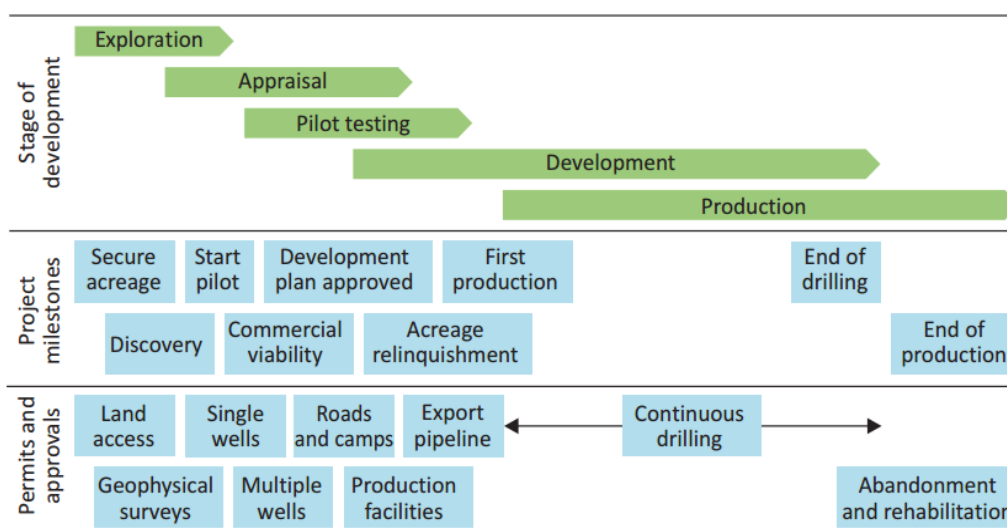 Stage of
development
Exploration
Appraisal
Pilot testing
Development
Production
Project
milestones
Secure
acreage
Start
pilot
Development
plan approved
First
production
End of
drilling
Discovery
Commercial
viability
Acreage
relinquishment
End of
production
Permits and
approvals
Land
access
Single
wells
Roads
and camps
Export
pipeline
Continuous
drilling
Geophysical
surveys
Multiple
wells
Production
facilities
Abandonment
and rehabilitation